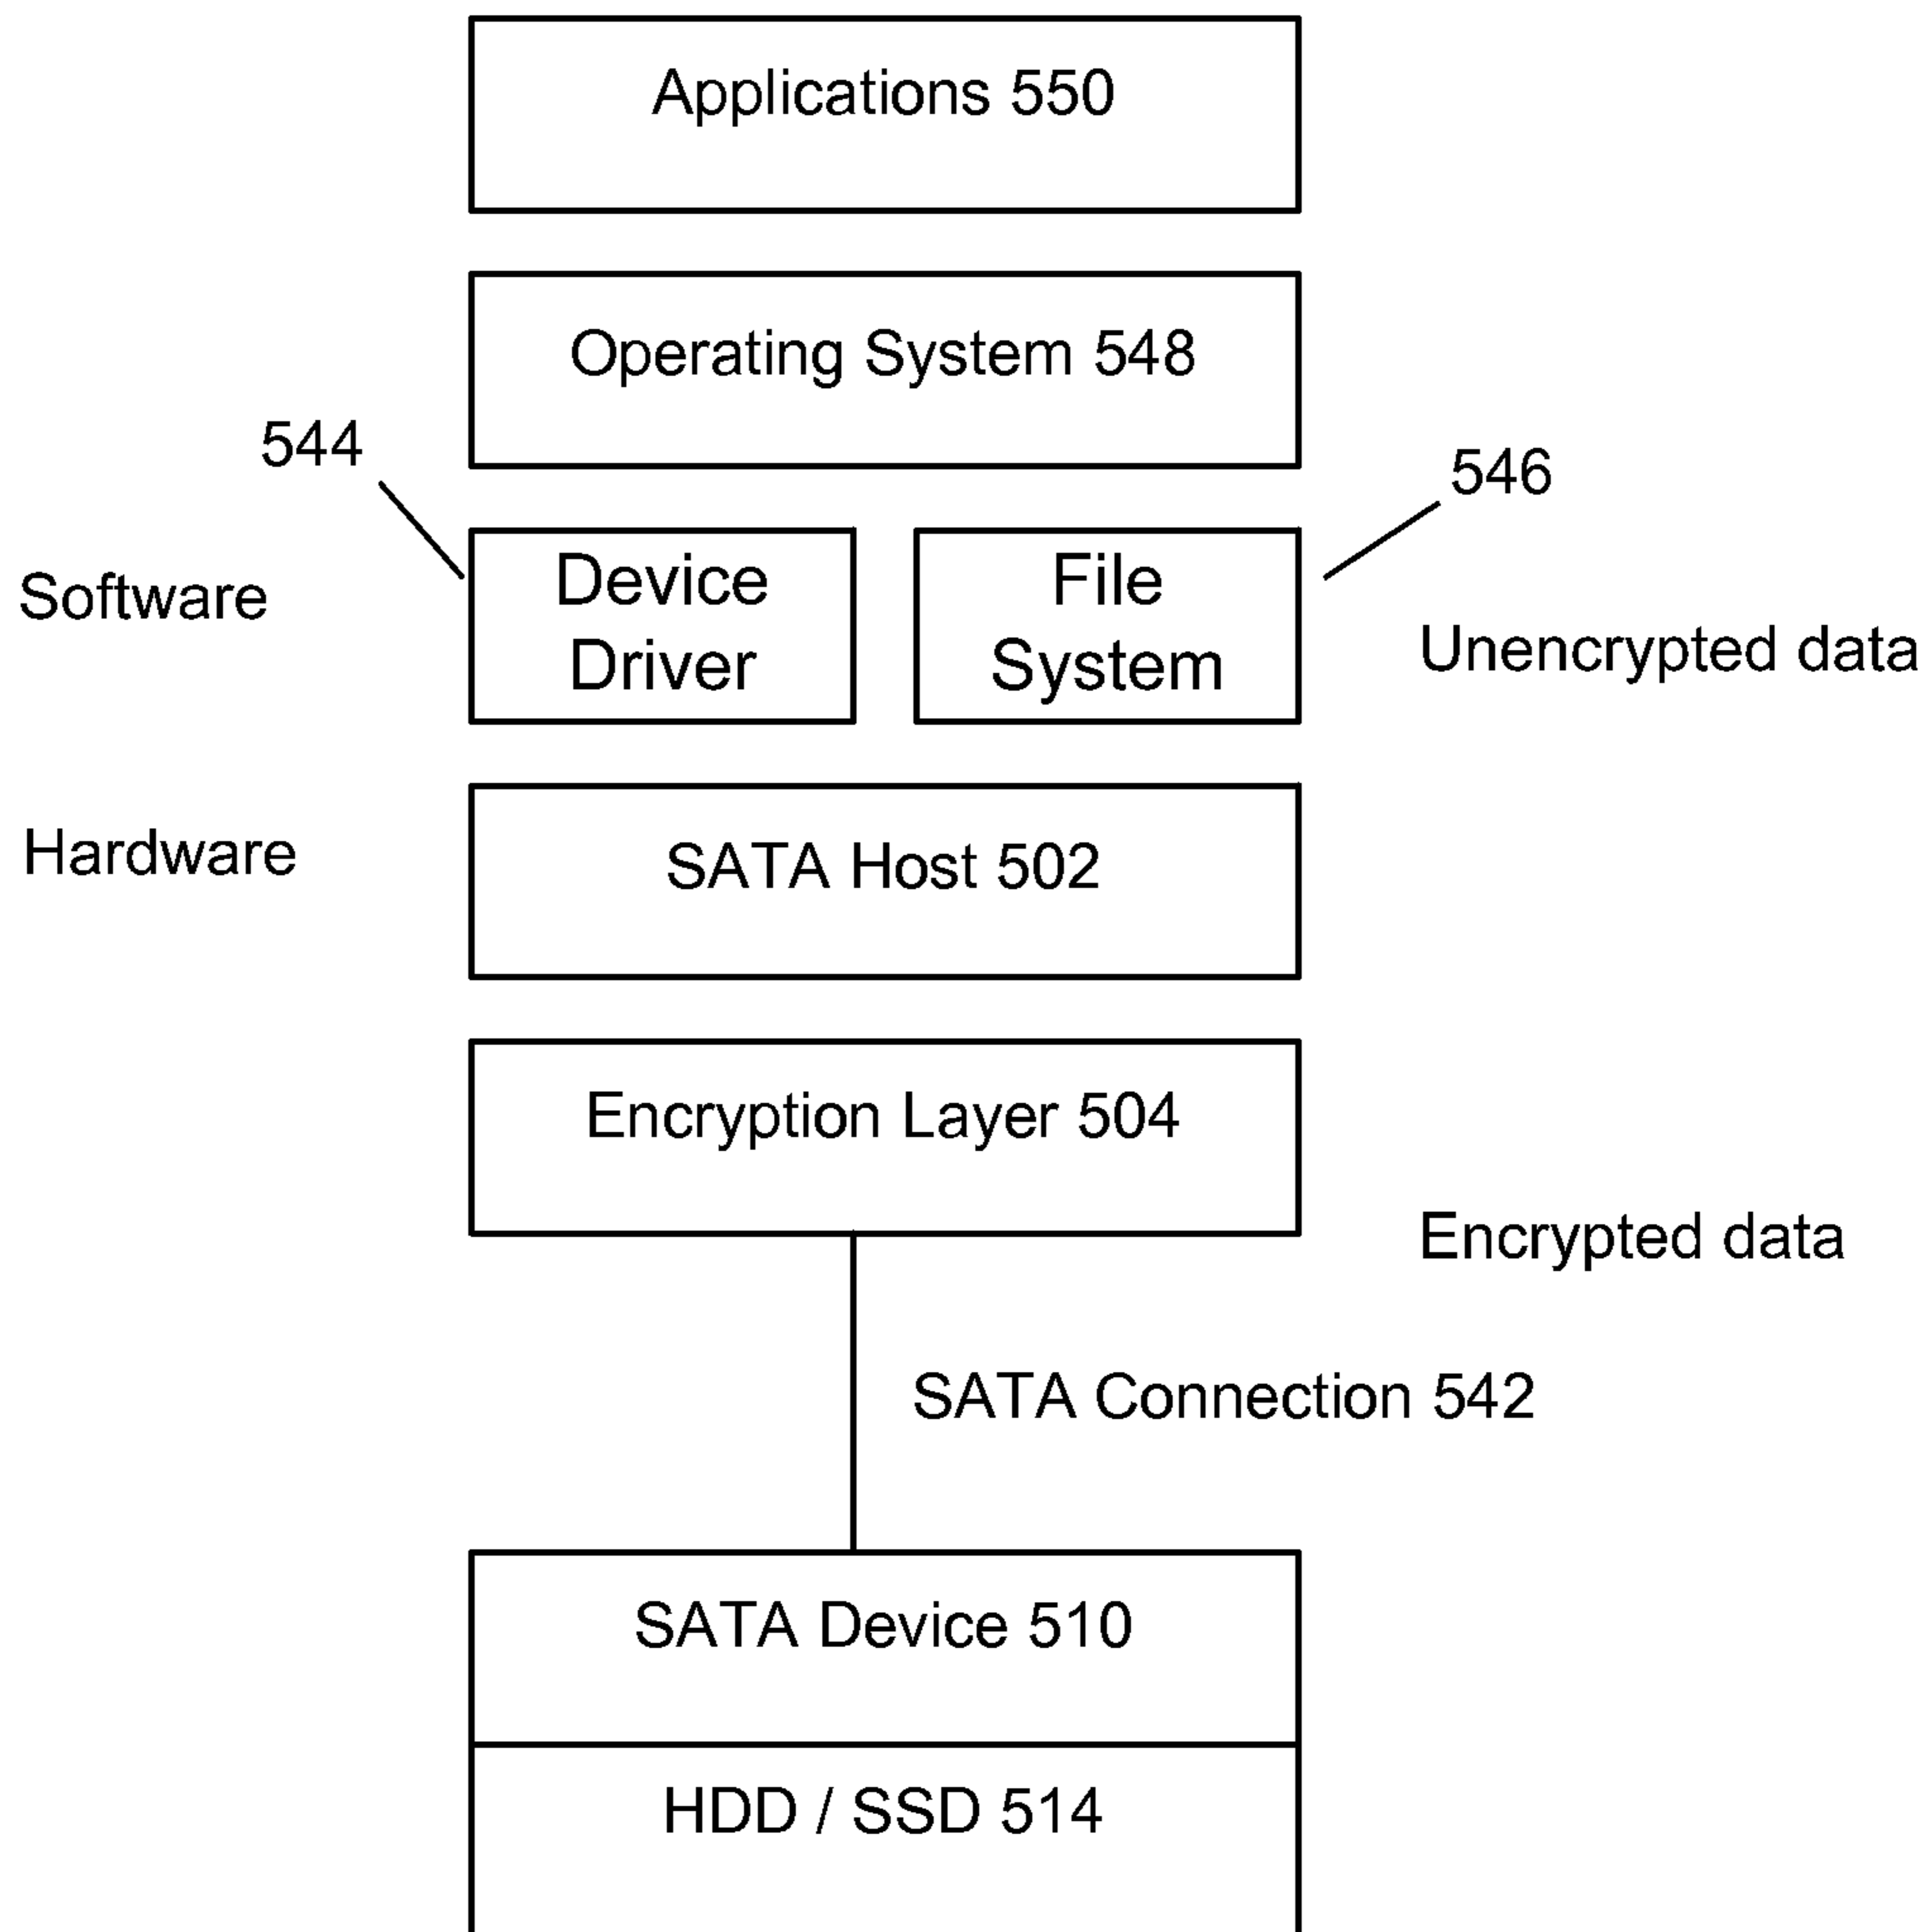 Applications 550
Operating System 548
544
546
Software
Device
Driver
File
System
Unencrypted data
Hardware
SATA Host 502
Encryption Layer 504
Encrypted data
SATA Connection 542
SATA Device 510
HDD / SSD 514